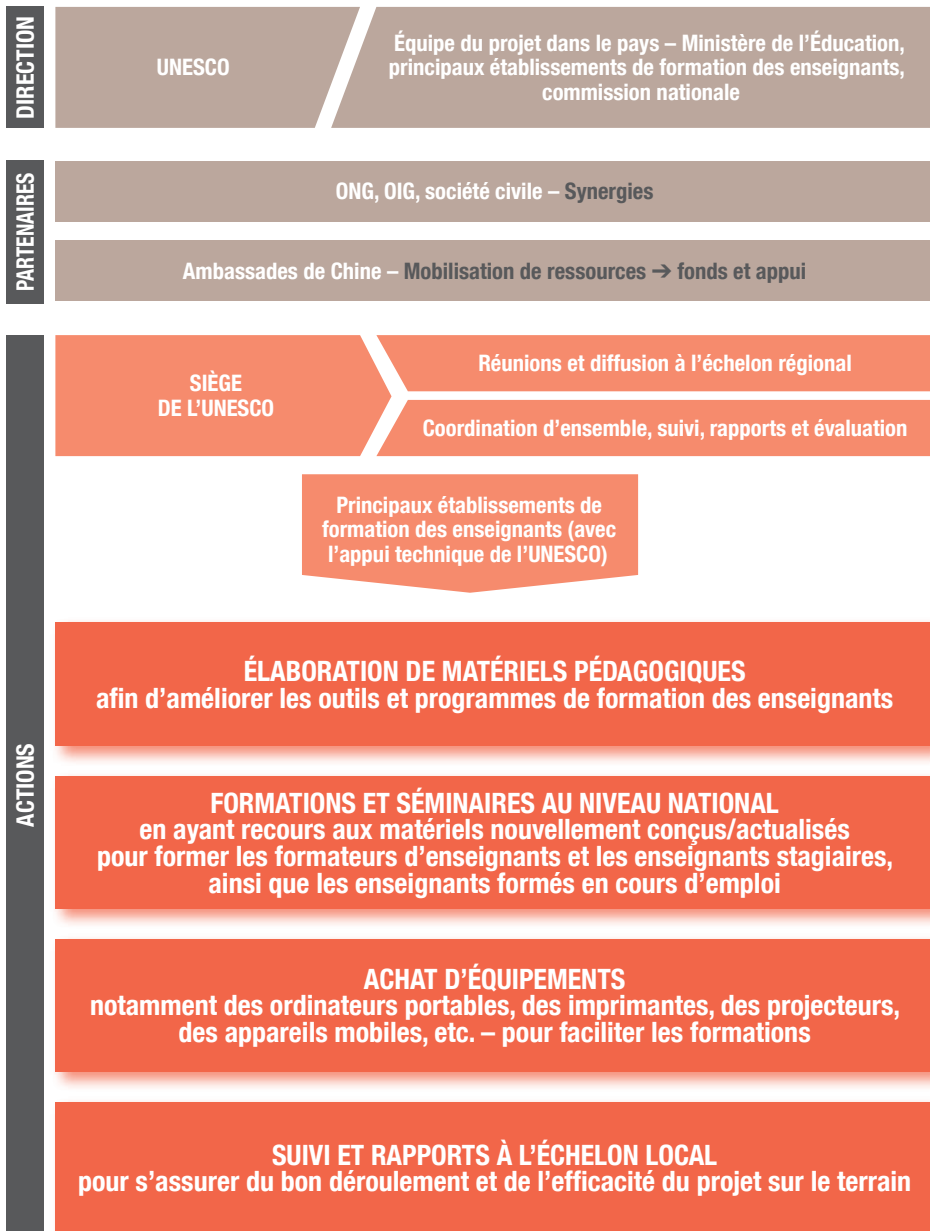 DIRECTION
UNESCO
Équipe du projet dans le pays – Ministère de l'Éducation,
principaux établissements de formation des enseignants,
commission nationale
PARTENAIRES
ONG, OIG, société civile – Synergies
Ambassades de Chine – Mobilisation de ressources ➔ fonds et appui
ACTIONS
SIÈGE
DE L'UNESCO
Réunions et diffusion à l'échelon régional
Coordination d'ensemble, suivi, rapports et évaluation
Principaux établissements de
formation des enseignants (avec
l'appui technique de l'UNESCO)
ÉLABORATION DE MATÉRIELS PÉDAGOGIQUES
afin d'améliorer les outils et programmes de formation des enseignants
FORMATIONS ET SÉMINAIRES AU NIVEAU NATIONAL
en ayant recours aux matériels nouvellement conçus/actualisés
pour former les formateurs d'enseignants et les enseignants stagiaires,
ainsi que les enseignants formés en cours d'emploi
ACHAT D'ÉQUIPEMENTS
notamment des ordinateurs portables, des imprimantes, des projecteurs,
des appareils mobiles, etc. – pour faciliter les formations
SUIVI ET RAPPORTS À L'ÉCHELON LOCAL
pour s'assurer du bon déroulement et de l'efficacité du projet sur le terrain